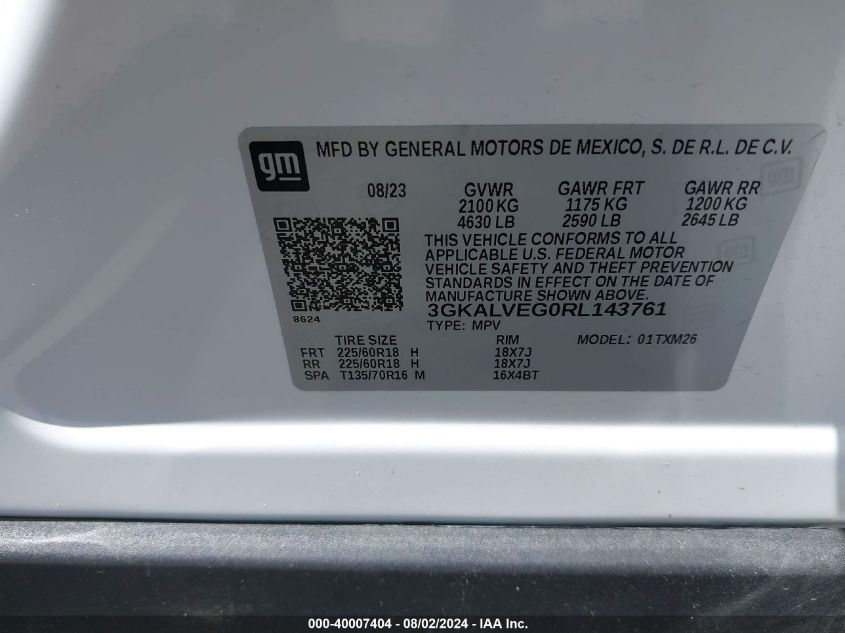 gm
MFD BY GENERAL MOTORS DE MEXICO, S. DE R.L. DE C.V.
08/23 GVWR GAWR FRT GAWR RR
2100 KG 1175 KG 1200 KG
4630 LB 2590 LB 2645 LB
THIS VEHICLE CONFORMS TO ALL
APPLICABLE U.S. FEDERAL MOTOR
VEHICLE SAFETY AND THEFT PREVENTION
STANDARDS IN EFFECT ON THE DATE OF
MANUFACTURE SHOWN ABOVE.
3GKALVEG0RL143761
8624
TYPE: MPV
TIRE SIZE RIM MODEL: 01TXM26
FRT 225/60R18 H 18X7J
RR 225/60R18 H 18X7J
SPA T135/70R16 M 16X4BT
000-40007404 - 08/02/2024 - IAA Inc.